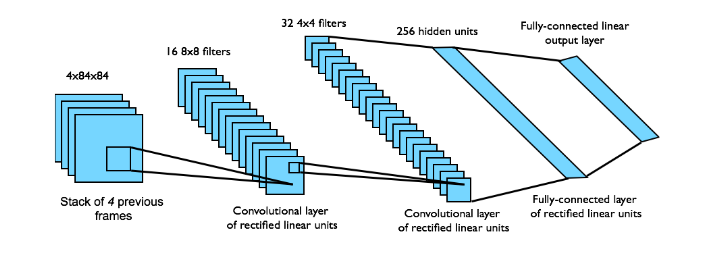 4x84x84
16 8x8 filters
32 4x4 filters
256 hidden units
Fully-connected linear
output layer
Stack of 4 previous
frames
Convolutional layer
of rectified linear units
Convolutional layer
of rectified linear units
Fully-connected layer
of rectified linear units